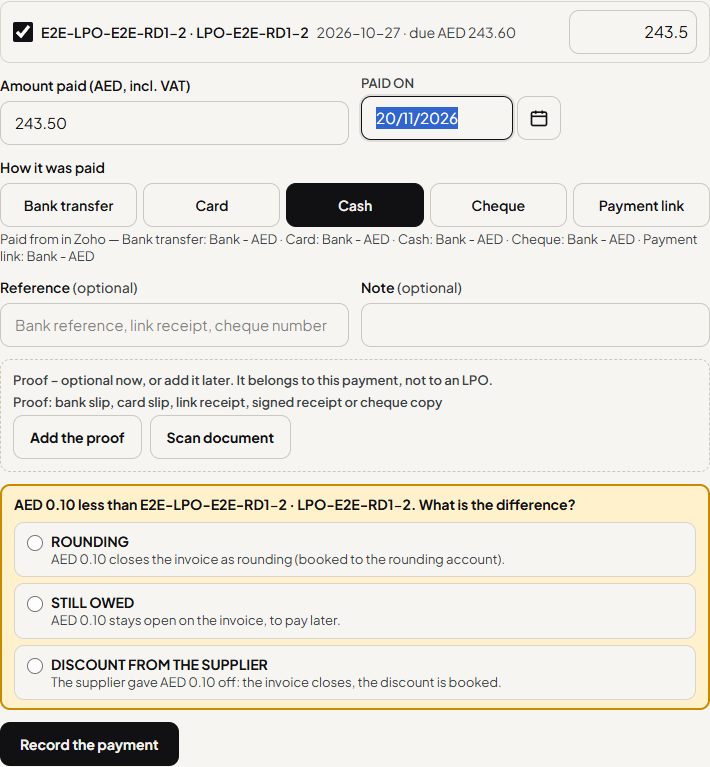 E2E-LPO-E2E-RD1-2 · LPO-E2E-RD1-2 2026-10-27 · due AED 243.60 243.5
Amount paid (AED, incl. VAT) PAID ON
243.50 20/11/2026
How it was paid
Bank transfer Card Cash Cheque Payment link
Paid from in Zoho — Bank transfer: Bank - AED · Card: Bank - AED · Cash: Bank - AED · Cheque: Bank - AED · Payment
link: Bank - AED
Reference (optional) Note (optional)
Bank reference, link receipt, cheque number
Proof – optional now, or add it later. It belongs to this payment, not to an LPO.
Proof: bank slip, card slip, link receipt, signed receipt or cheque copy
Add the proof Scan document
AED 0.10 less than E2E-LPO-E2E-RD1-2 · LPO-E2E-RD1-2. What is the difference?
ROUNDING
AED 0.10 closes the invoice as rounding (booked to the rounding account).
STILL OWED
AED 0.10 stays open on the invoice, to pay later.
DISCOUNT FROM THE SUPPLIER
The supplier gave AED 0.10 off: the invoice closes, the discount is booked.
Record the payment